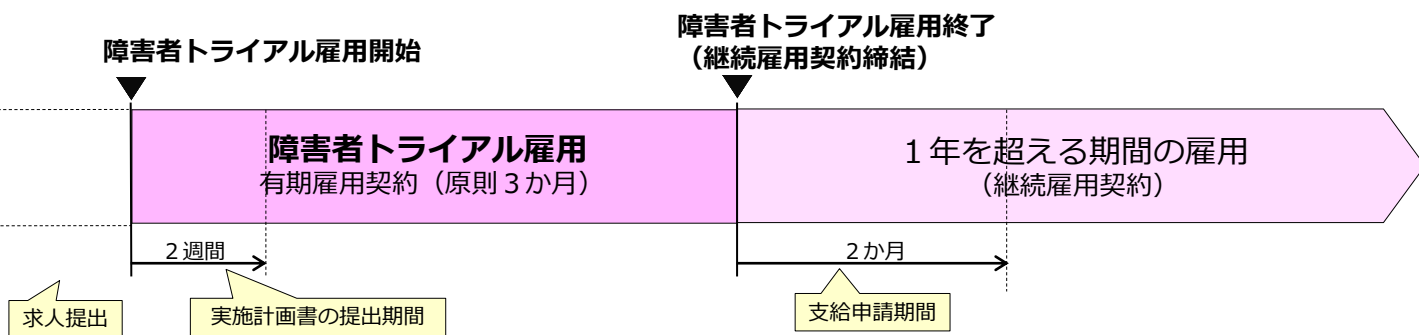 障害者トライアル雇用開始
障害者トライアル雇用終了
（継続雇用契約締結）
障害者トライアル雇用
有期雇用契約（原則３か月）
１年を超える期間の雇用
（継続雇用契約）
２週間
２か月
求人提出
実施計画書の提出期間
支給申請期間